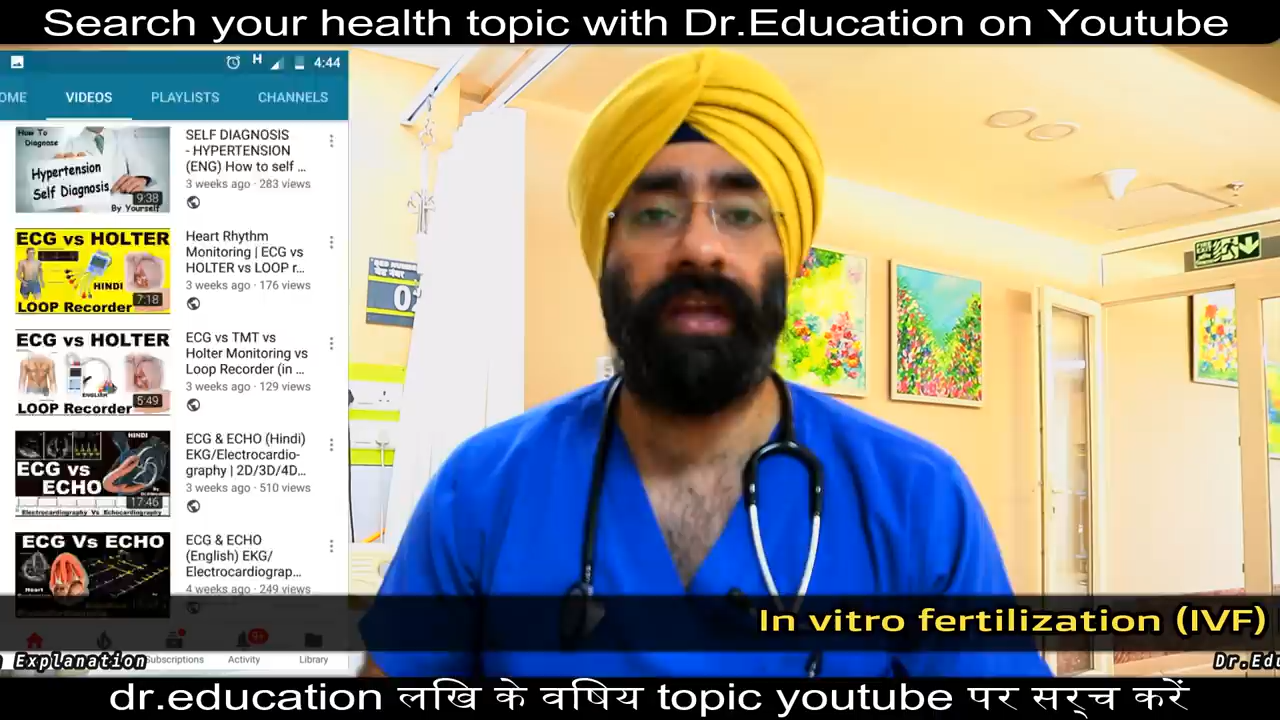 Search your health topic with Dr.Education on Youtube
4:44
OME VIDEOS PLAYLISTS CHANNELS
How To
Diagnose
Hypertension
Self Diagnosis
9:38
By Yourself
SELF DIAGNOSIS
- HYPERTENSION
(ENG) How to self ...
3 weeks ago · 283 views
ECG vs HOLTER
HINDI
7:18
LOOP Recorder
Heart Rhythm
Monitoring | ECG vs
HOLTER vs LOOP r...
3 weeks ago · 176 views
ECG vs HOLTER
ENGLISH
5:49
LOOP Recorder
ECG vs TMT vs
Holter Monitoring vs
Loop Recorder (in ...
3 weeks ago · 129 views
HINDI
ECG vs
ECHO
17:46
Electrocardiography Vs Echocardiography
ECG & ECHO (Hindi)
EKG/Electrocardio-
graphy | 2D/3D/4D...
3 weeks ago · 510 views
ECG Vs ECHO
ECG & ECHO
(English) EKG/
Electrocardiograp...
4 weeks ago · 249 views
In vitro fertilization (IVF)
9+
Subscriptions Activity Library
Explanation
Dr.Edu
dr.education लखि के वषिय topic youtube पर सर्च करें